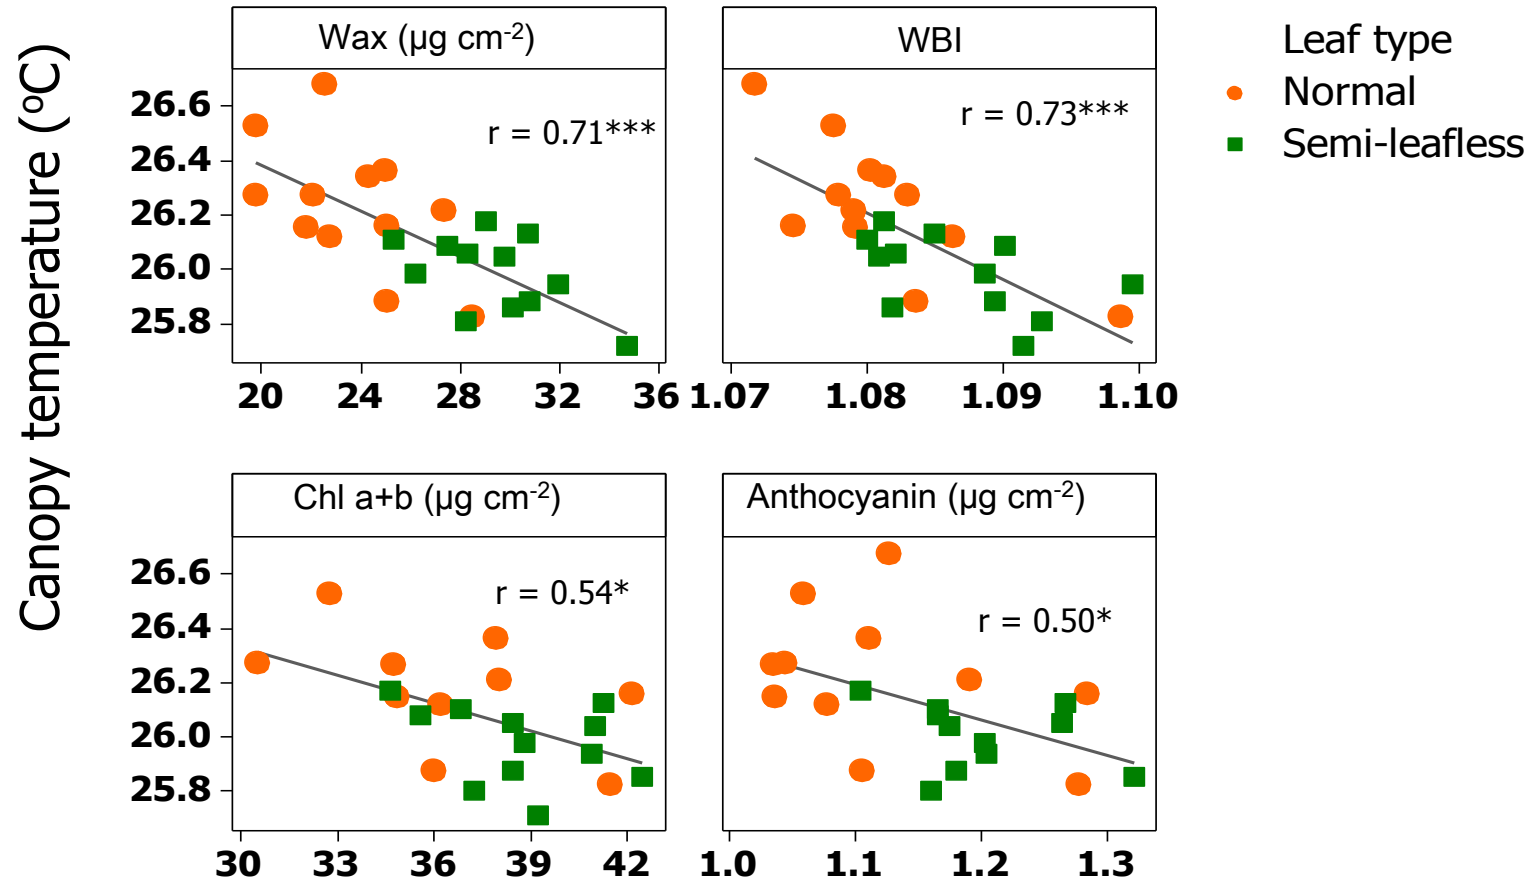 Canopy temperature (ºC)
Wax (µg cm-2)
r = 0.71***
26.6
26.4
26.2
26.0
25.8
20 24 28 32 36
WBI
r = 0.73***
1.07 1.08 1.09 1.10
Leaf type
Normal
Semi-leafless
Chl a+b (µg cm-2)
r = 0.54*
26.6
26.4
26.2
26.0
25.8
30 33 36 39 42
Anthocyanin (µg cm-2)
r = 0.50*
1.0 1.1 1.2 1.3